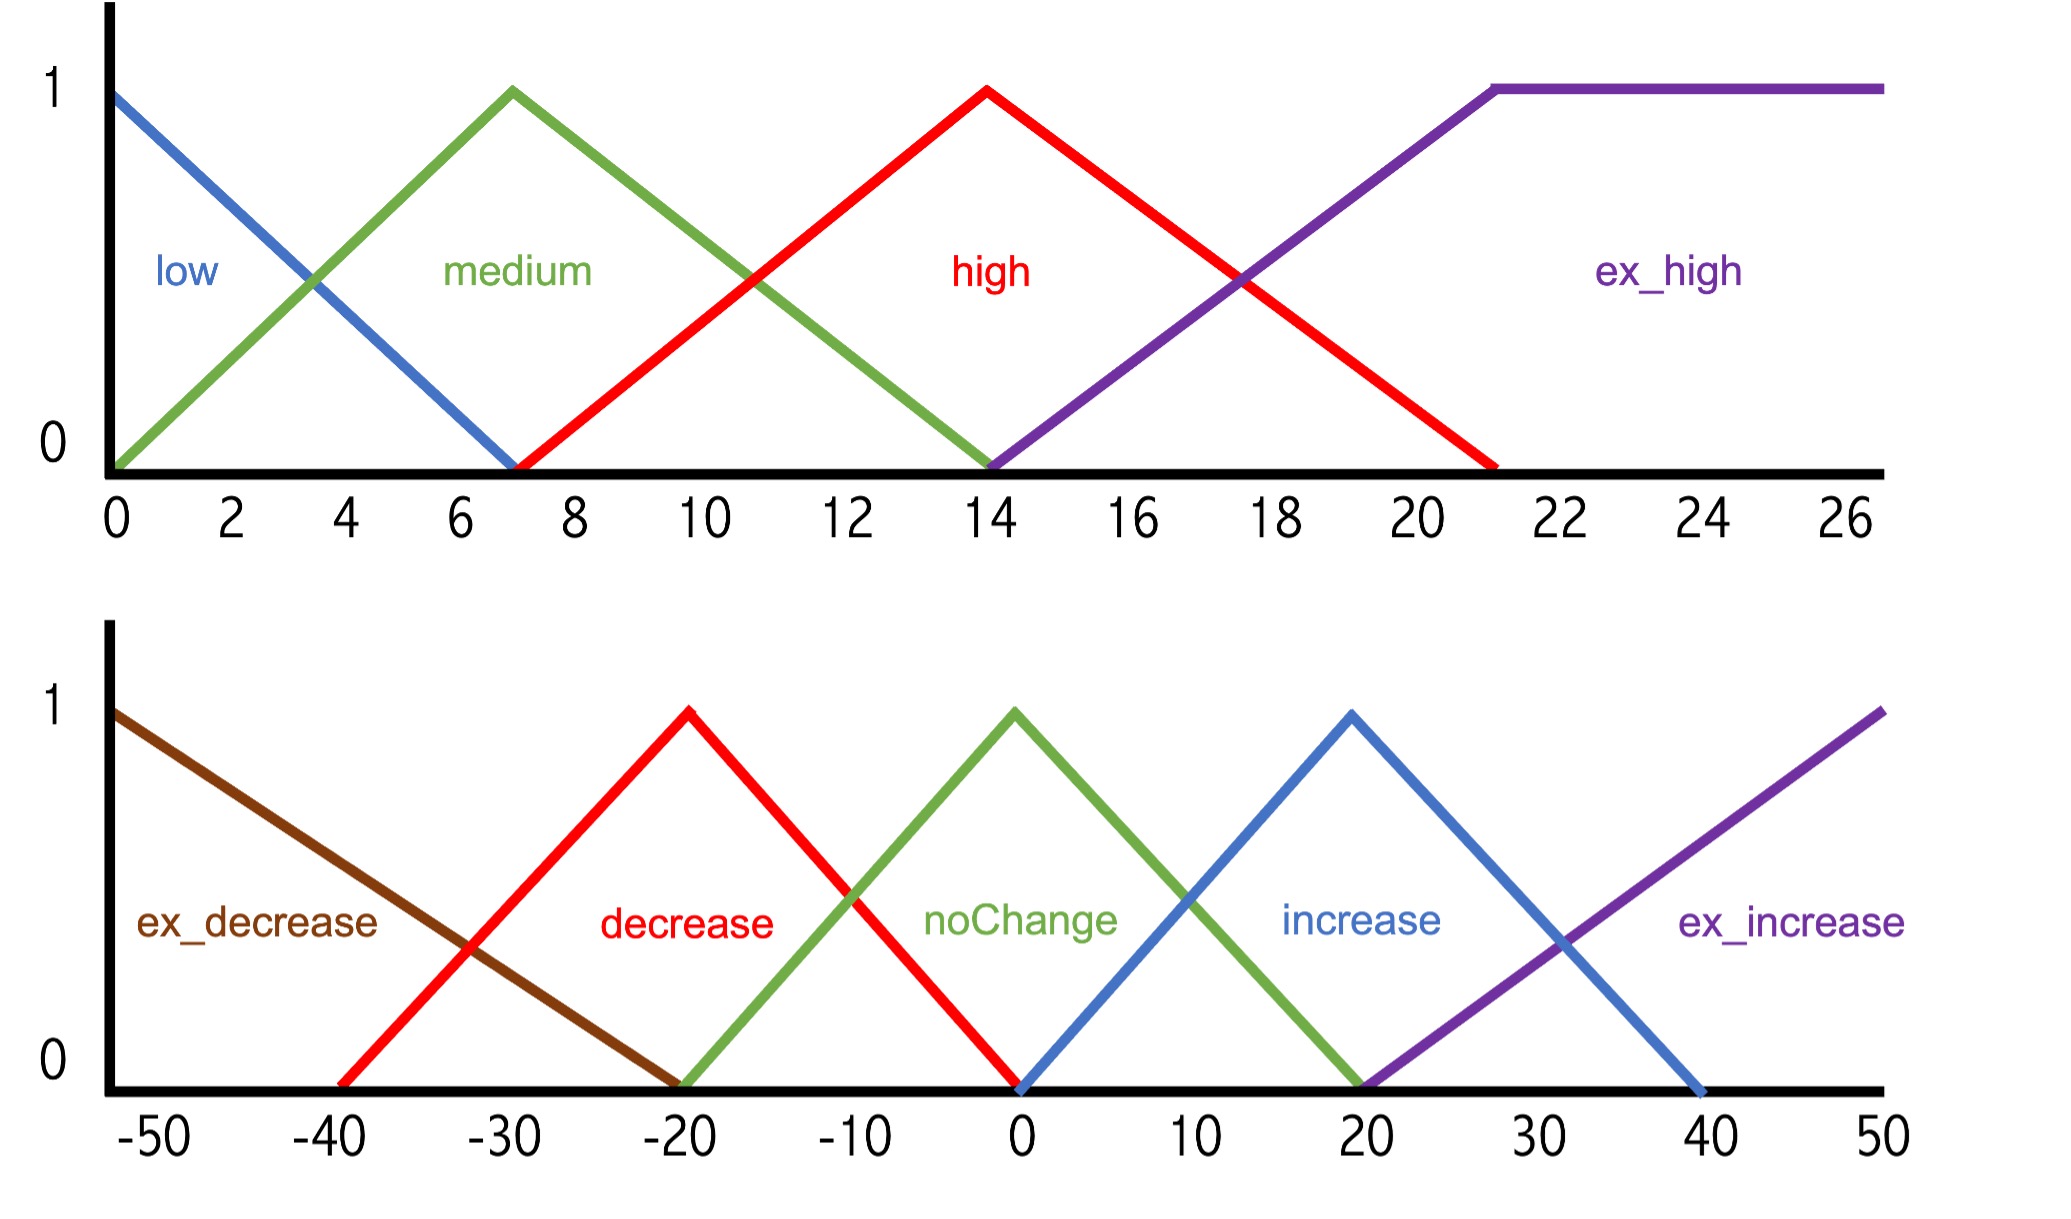 1
low medium high ex_high
0
0 2 4 6 8 10 12 14 16 18 20 22 24 26
1
ex_decrease decrease noChange increase ex_increase
0
-50 -40 -30 -20 -10 0 10 20 30 40 50